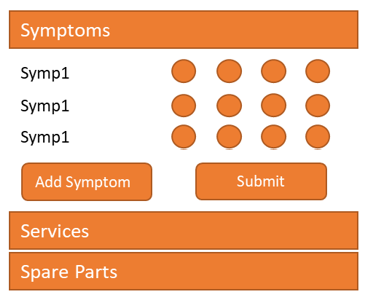 Symptoms
Symp1
Symp1
Symp1
Add Symptom Submit
Services
Spare Parts